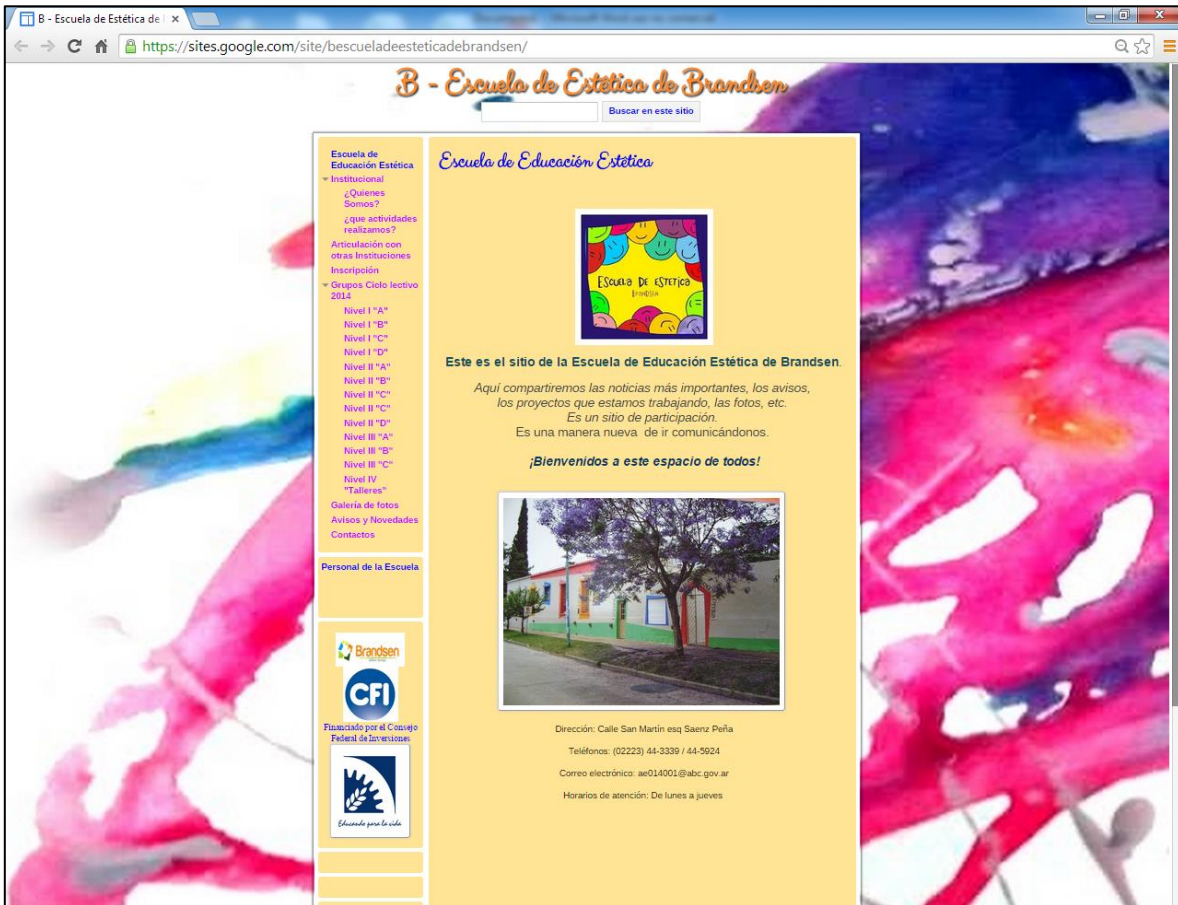 B - Escuela de Estética de
https://sites.google.com/site/bescueladeesteticadebrandsen/
B - Escuela de Estética de Brandsen
Buscar en este sitio
Escuela de
Educación Estética
Institucional
¿Quienes
Somos?
¿que actividades
realizamos?
Articulación con
otras Instituciones
Inscripción
Grupos Ciclo lectivo
2014
Nivel I "A"
Nivel I "B"
Nivel I "C"
Nivel I "D"
Nivel II "A"
Nivel II "B"
Nivel II "C"
Nivel II "C"
Nivel II "D"
Nivel III "A"
Nivel III "B"
Nivel III "C"
Nivel IV
"Talleres"
Galería de fotos
Avisos y Novedades
Contactos
Personal de la Escuela
Brandsen
CFI
Financiado por el Consejo
Federal de Inversiones
Educando para la vida
Escuela de Educación Estética
ESCUELA DE ESTETICA
BRANDSEN
Este es el sitio de la Escuela de Educación Estética de Brandsen.
Aquí compartiremos las noticias más importantes, los avisos,
los proyectos que estamos trabajando, las fotos, etc.
Es un sitio de participación.
Es una manera nueva de ir comunicándonos.
¡Bienvenidos a este espacio de todos!
Dirección: Calle San Martín esq Saenz Peña
Teléfonos: (02223) 44-3339 / 44-5924
Correo electrónico: ae014001@abc.gov.ar
Horarios de atención: De lunes a jueves